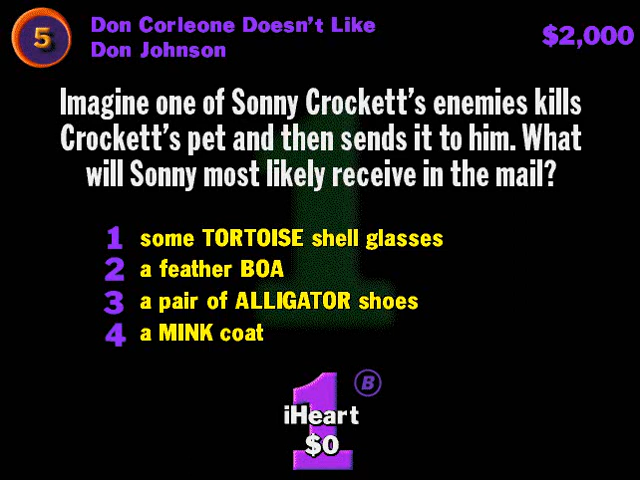 5
Don Corleone Doesn't Like
Don Johnson
$2,000
Imagine one of Sonny Crockett's enemies kills
Crockett's pet and then sends it to him. What
will Sonny most likely receive in the mail?
1 some TORTOISE shell glasses
2 a feather BOA
3 a pair of ALLIGATOR shoes
4 a MINK coat
1 B
iHeart
$0